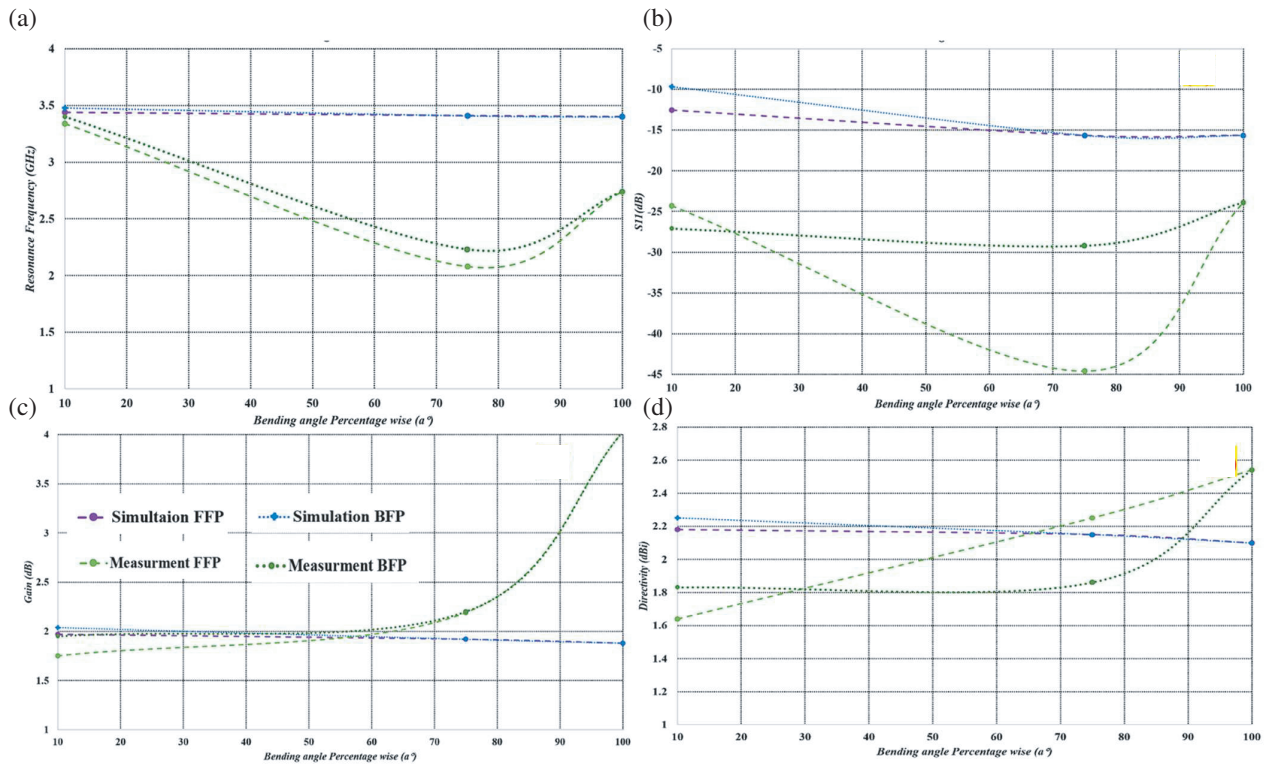 (a)
4
3.5
3
2.5
2
1.5
1
Resonance Frequency (GHz)
10 20 30 40 50 60 70 80 90 100
Bending angle Percentage wise (a°)
(b)
-5
-10
-15
-20
-25
-30
-35
-40
-45
S11(dB)
10 20 30 40 50 60 70 80 90 100
Bending angle Percentage wise (a°)
(c)
4
3.5
3
2.5
2
1.5
1
Gain (dB)
Simultaion FFP
Simulation BFP
Measurment FFP
Measurment BFP
10 20 30 40 50 60 70 80 90 100
Bending angle Percentage wise (a°)
(d)
2.8
2.6
2.4
2.2
2
1.8
1.6
1.4
1.2
1
Directivity (dBi)
10 20 30 40 50 60 70 80 90 100
Bending angle Percentage wise (a°)